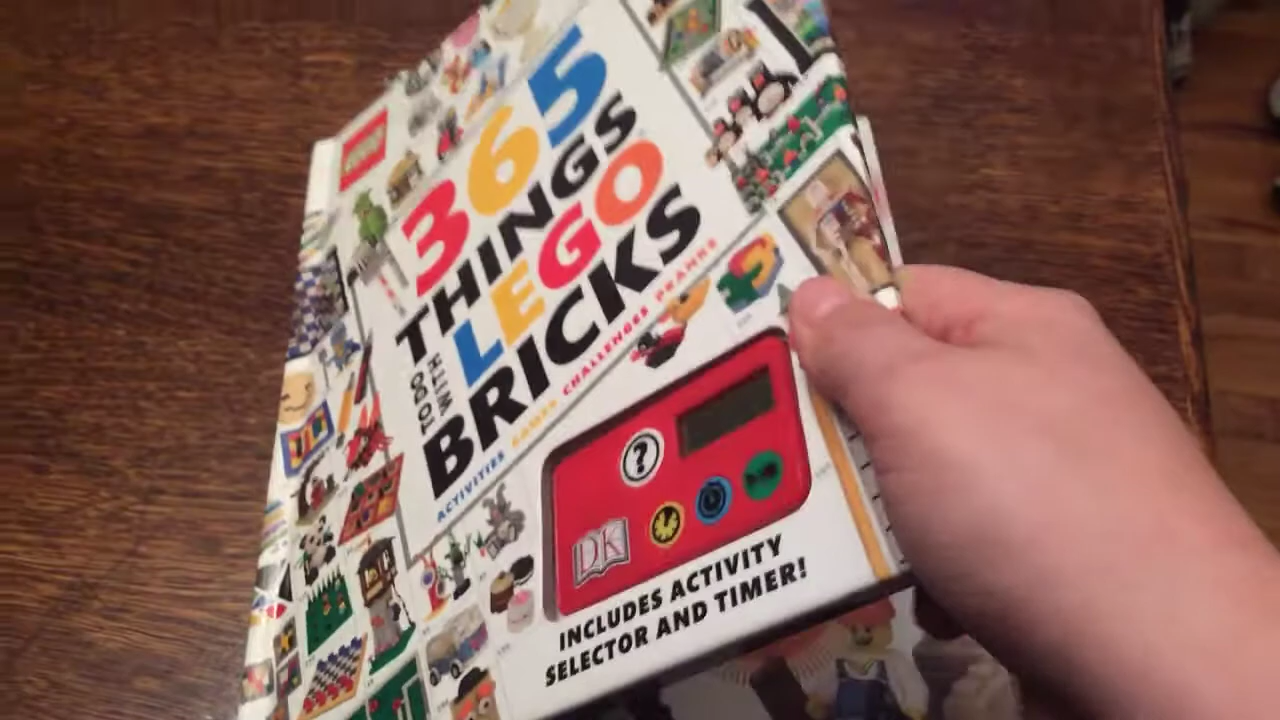 365
THINGS
TO DO
WITH
LEGO
BRICKS
ACTIVITIES GAMES CHALLENGES PRANKS
?
DK
INCLUDES ACTIVITY
SELECTOR AND TIMER!